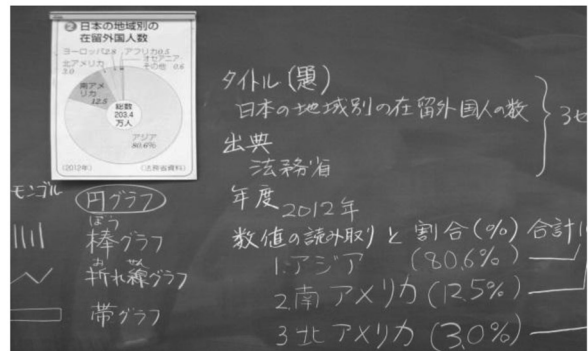 ② 日本の地域別の
在留外国人数
ヨーロッパ2.8 アフリカ0.5
オセアニア
その他 0.6
北アメリカ
3.0
南アメ
リカ
12.5
総数
203.4
万人
アジア
80.6%
(2012年) (法務省資料)
モンゴル
円グラフ
ぼう
棒グラフ
お せん
折れ線グラフ
帯グラフ
タイトル(題)
日本の地域別の在留外国人の数
3セ
出典
法務省
年度
2012年
数値の読み取りと割合(%) 合計
1.アジア (80.6%)
2.南アメリカ(12.5%)
3北アメリカ(3.0%)